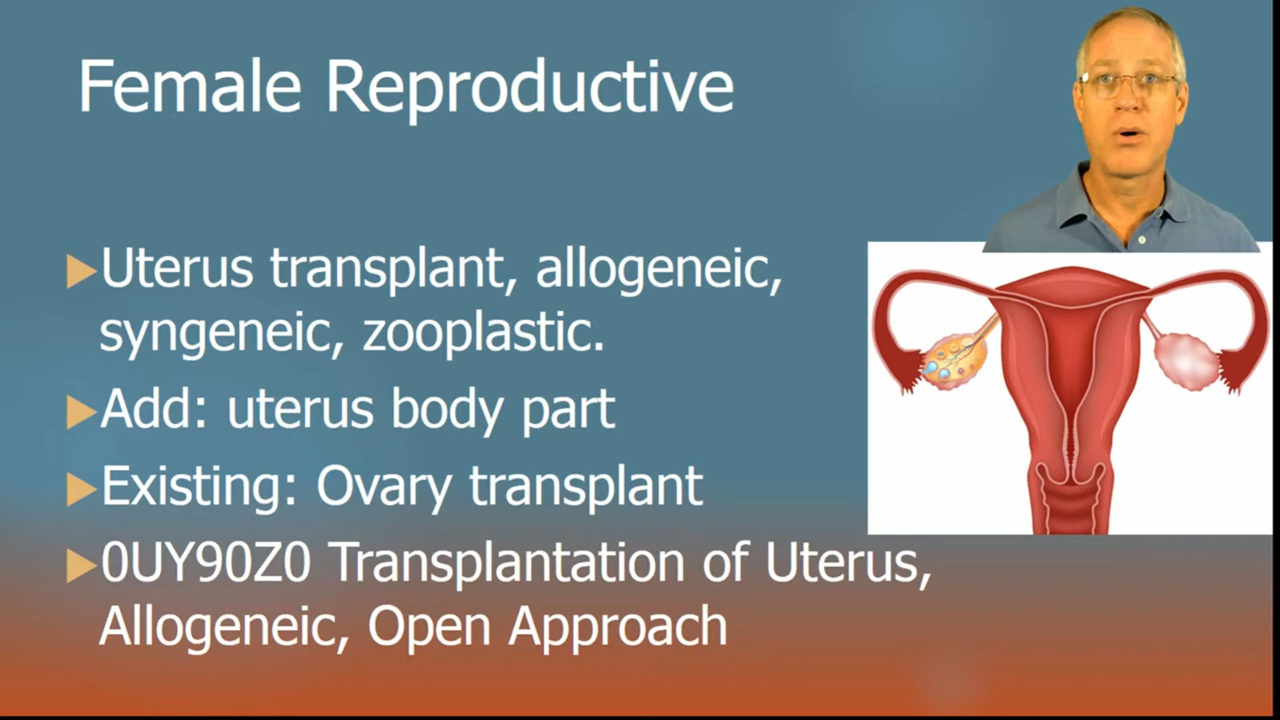 Female Reproductive
Uterus transplant, allogeneic,
syngeneic, zooplastic.
Add: uterus body part
Existing: Ovary transplant
0UY90Z0 Transplantation of Uterus,
Allogeneic, Open Approach